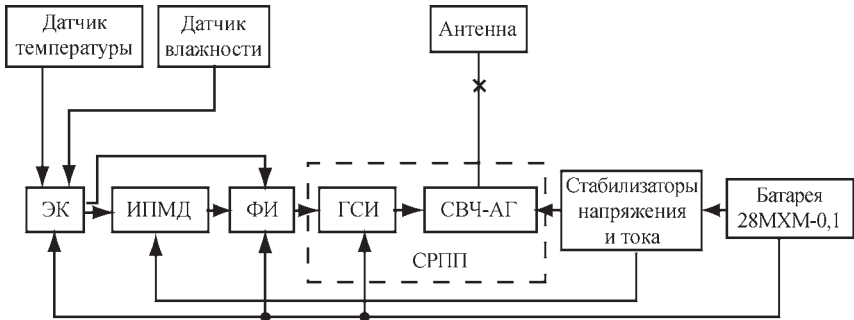 Датчик
температуры
Датчик
влажности
Антенна
ЭК
ИПМД
ФИ
ГСИ
СВЧ-АГ
СРПП
Стабилизаторы
напряжения
и тока
Батарея
28МХМ-0,1